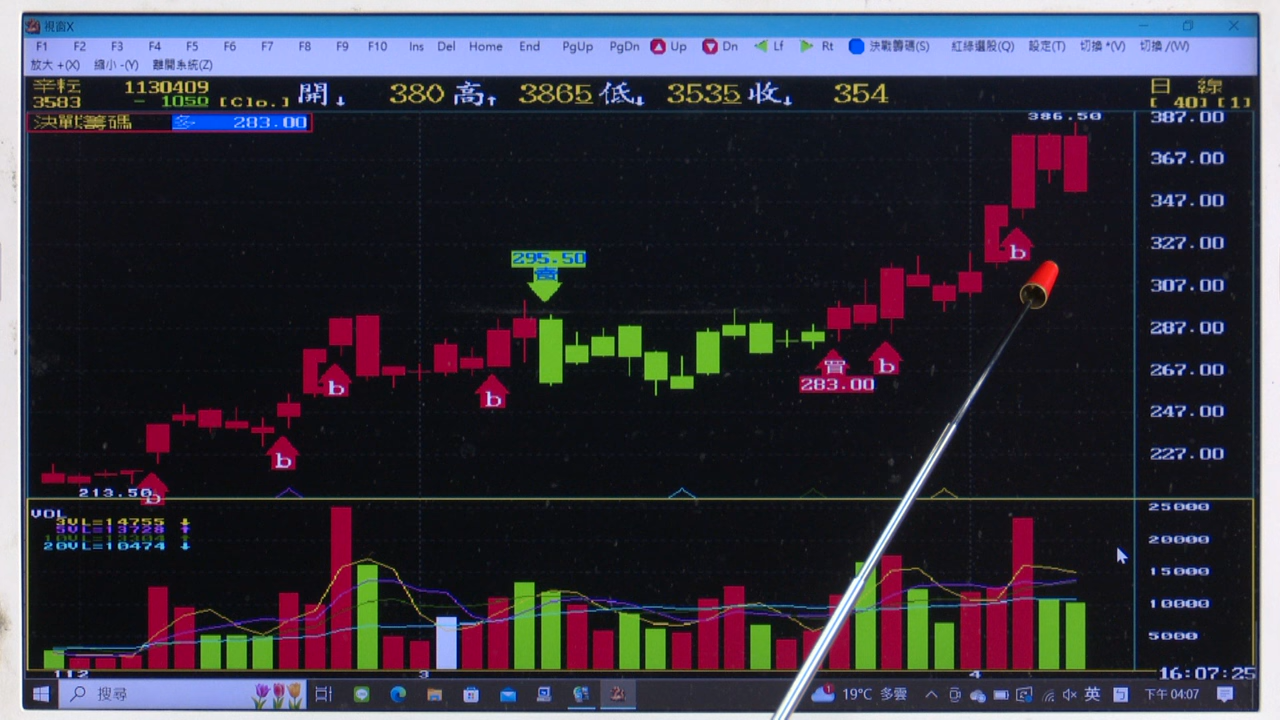 視窗X
F1 F2 F3 F4 F5 F6 F7 F8 F9 F10 Ins Del Home End PgUp PgDn Up Dn Lf Rt 決戰籌碼(S) 紅綠選股(Q) 設定(T) 切換 *(V) 切換 /(W)
放大 +(X) 縮小 -(Y) 離開系統(Z)
辛耘 1130409 開↓ 380 高↑ 3865 低↓ 3535 收↓ 354 日 線
3583 - 1050 [Clo.] [ 40] [1]
決戰籌碼 多 283.00
386.50
387.00
367.00
347.00
327.00
307.00
287.00
267.00
247.00
227.00
295.50
買
283.00
b
b
b
b
b
b
213.50
VOL
3VL=14755 ↓
5VL=13728 ↑
20VL=10474 ↓
25000
20000
15000
10000
5000
112 3 4
16:07:25
搜尋
1
19°C 多雲 英 下午 04:07